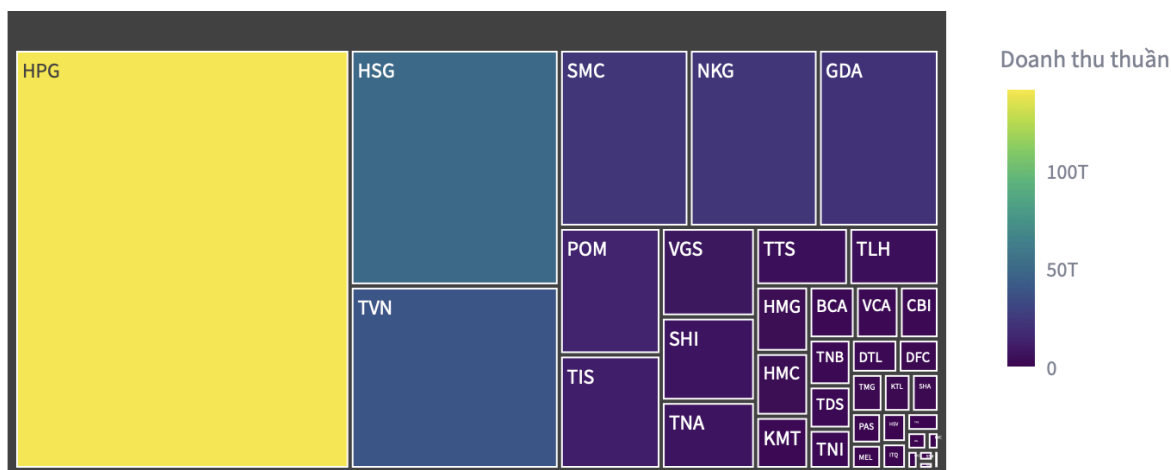 HPG
HSG
SMC
NKG
GDA
Doanh thu thuần
100T
50T
0
POM
VGS
TTS
TLH
TVN
HMG
BCA
VCA
CBI
SHI
TNB
DTL
DFC
TIS
HMC
TMG
KTL
SHA
TDS
TNA
PAS
HSV
KMT
TNI
MEL
ITQ